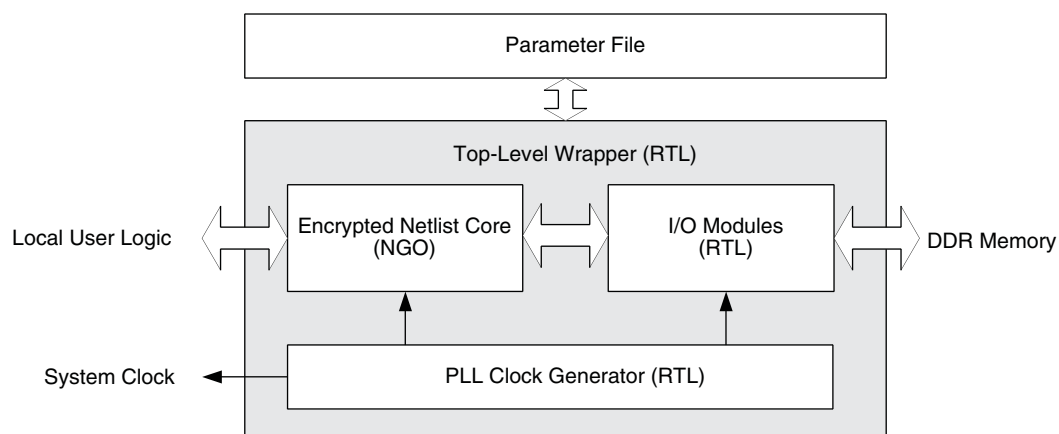 Parameter File
Top-Level Wrapper (RTL)
Local User Logic
Encrypted Netlist Core
(NGO)
I/O Modules
(RTL)
DDR Memory
System Clock
PLL Clock Generator (RTL)